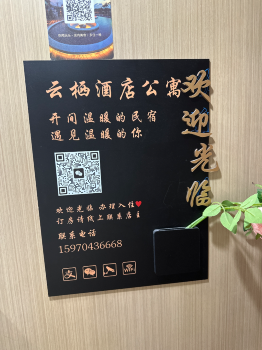 云栖酒店公寓
开间温暖的民宿
遇见温暖的你
欢迎光临 办理入住
订房请线上联系店主
联系电话
15970436668
欢迎光临